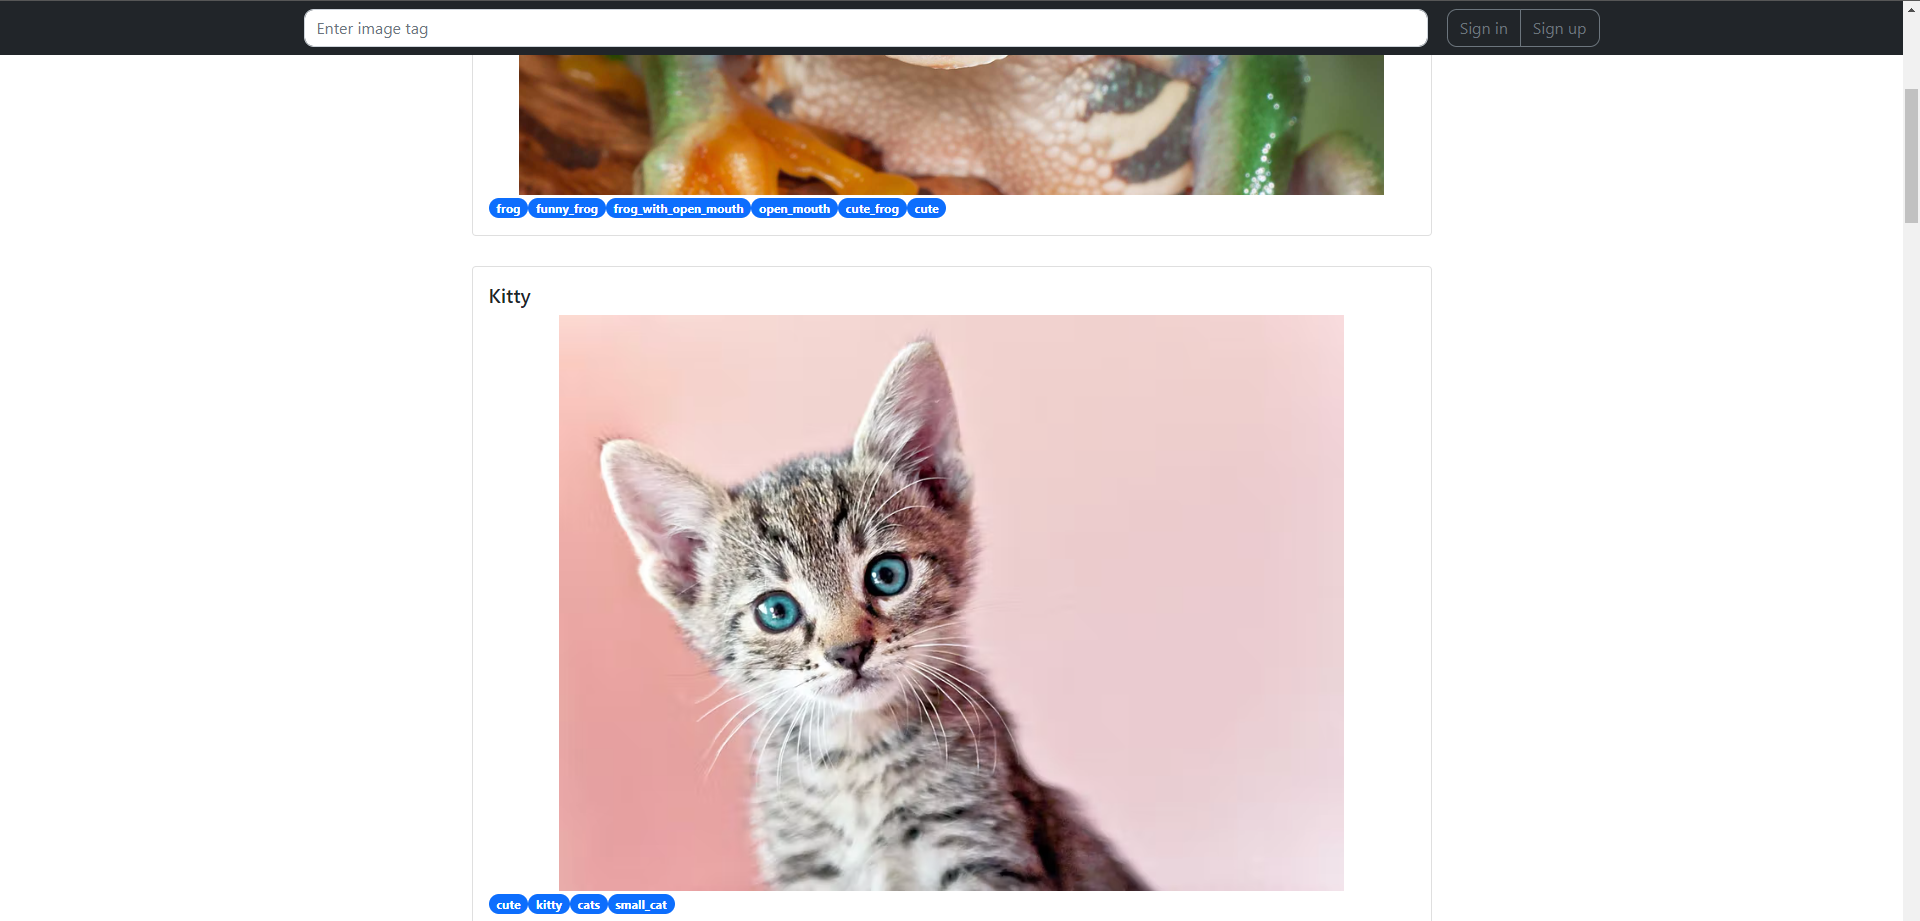 Enter image tag Sign in Sign up
frog funny_frog frog_with_open_mouth open_mouth cute_frog cute
Kitty
cute kitty cats small_cat